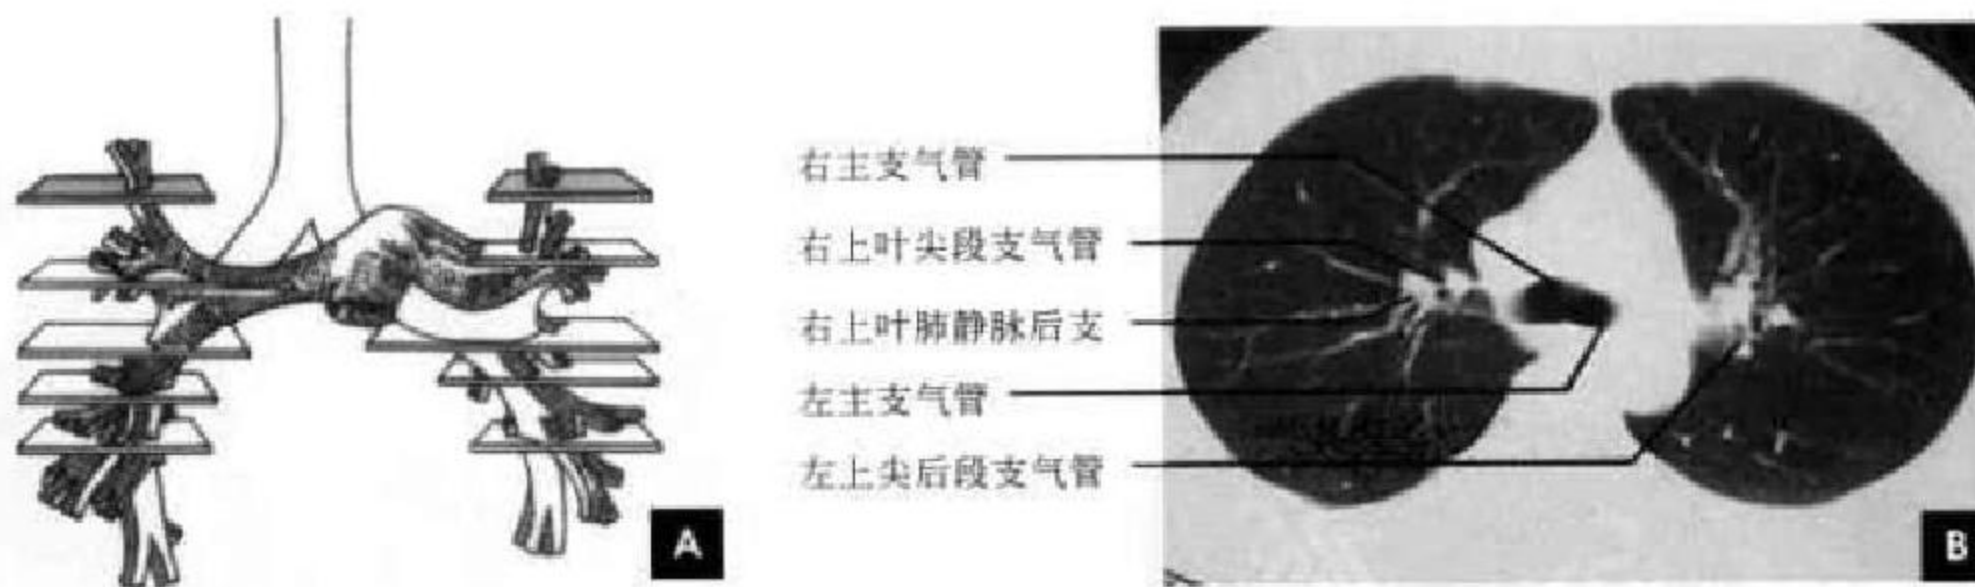 右主支气管
右上叶尖段支气管
右上叶肺静脉后支
左主支气管
左上尖后段支气管
A
B